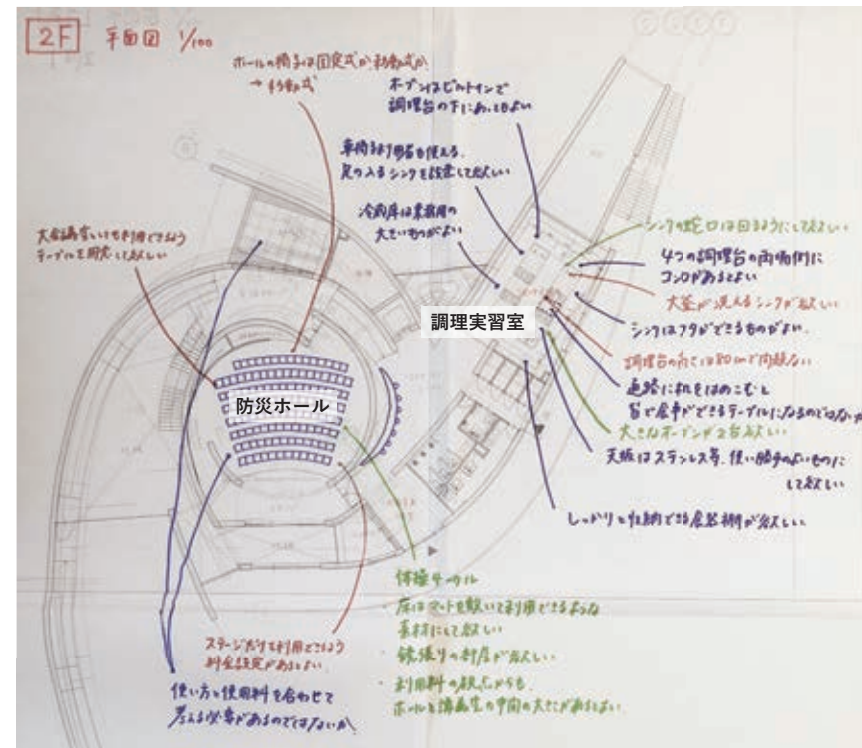 2F 平面図 1/100
ホールの椅子は固定式か、移動式か
→ 移動式
オーブンはビルトインで
調理台の下にあってもよい
車椅子利用者も使える、
足の入るシンクを設置して欲しい
冷蔵庫は業務用の
大きいものがよい
大会議室としても利用できるよう
テーブルを用意して欲しい
シンクの蛇口は回るようにして欲しい
4つの調理台の両端側に
コンロがあるとよい
大釜が洗えるシンクが欲しい
シンクはフタができるものがよい
調理台の高さは80cmで問題ない
通路に机をはめこむと
皆で食事ができるテーブルになるのではないか
大きなオーブンが2台欲しい
天板はステンレス等、使い勝手のよいものに
して欲しい
しっかりと収納できる食器棚が欲しい
調理実習室
防災ホール
体操サークル
・床はマットを敷いて利用できるような
素材にして欲しい
・鏡張りの部屋が欲しい
・利用料の観点からも、
ホールと講義室の中間の大きさがあるとよい
ステージだけを利用できるよう
料金設定があるとよい
使い方と使用料を合わせて
考える必要があるのではないか